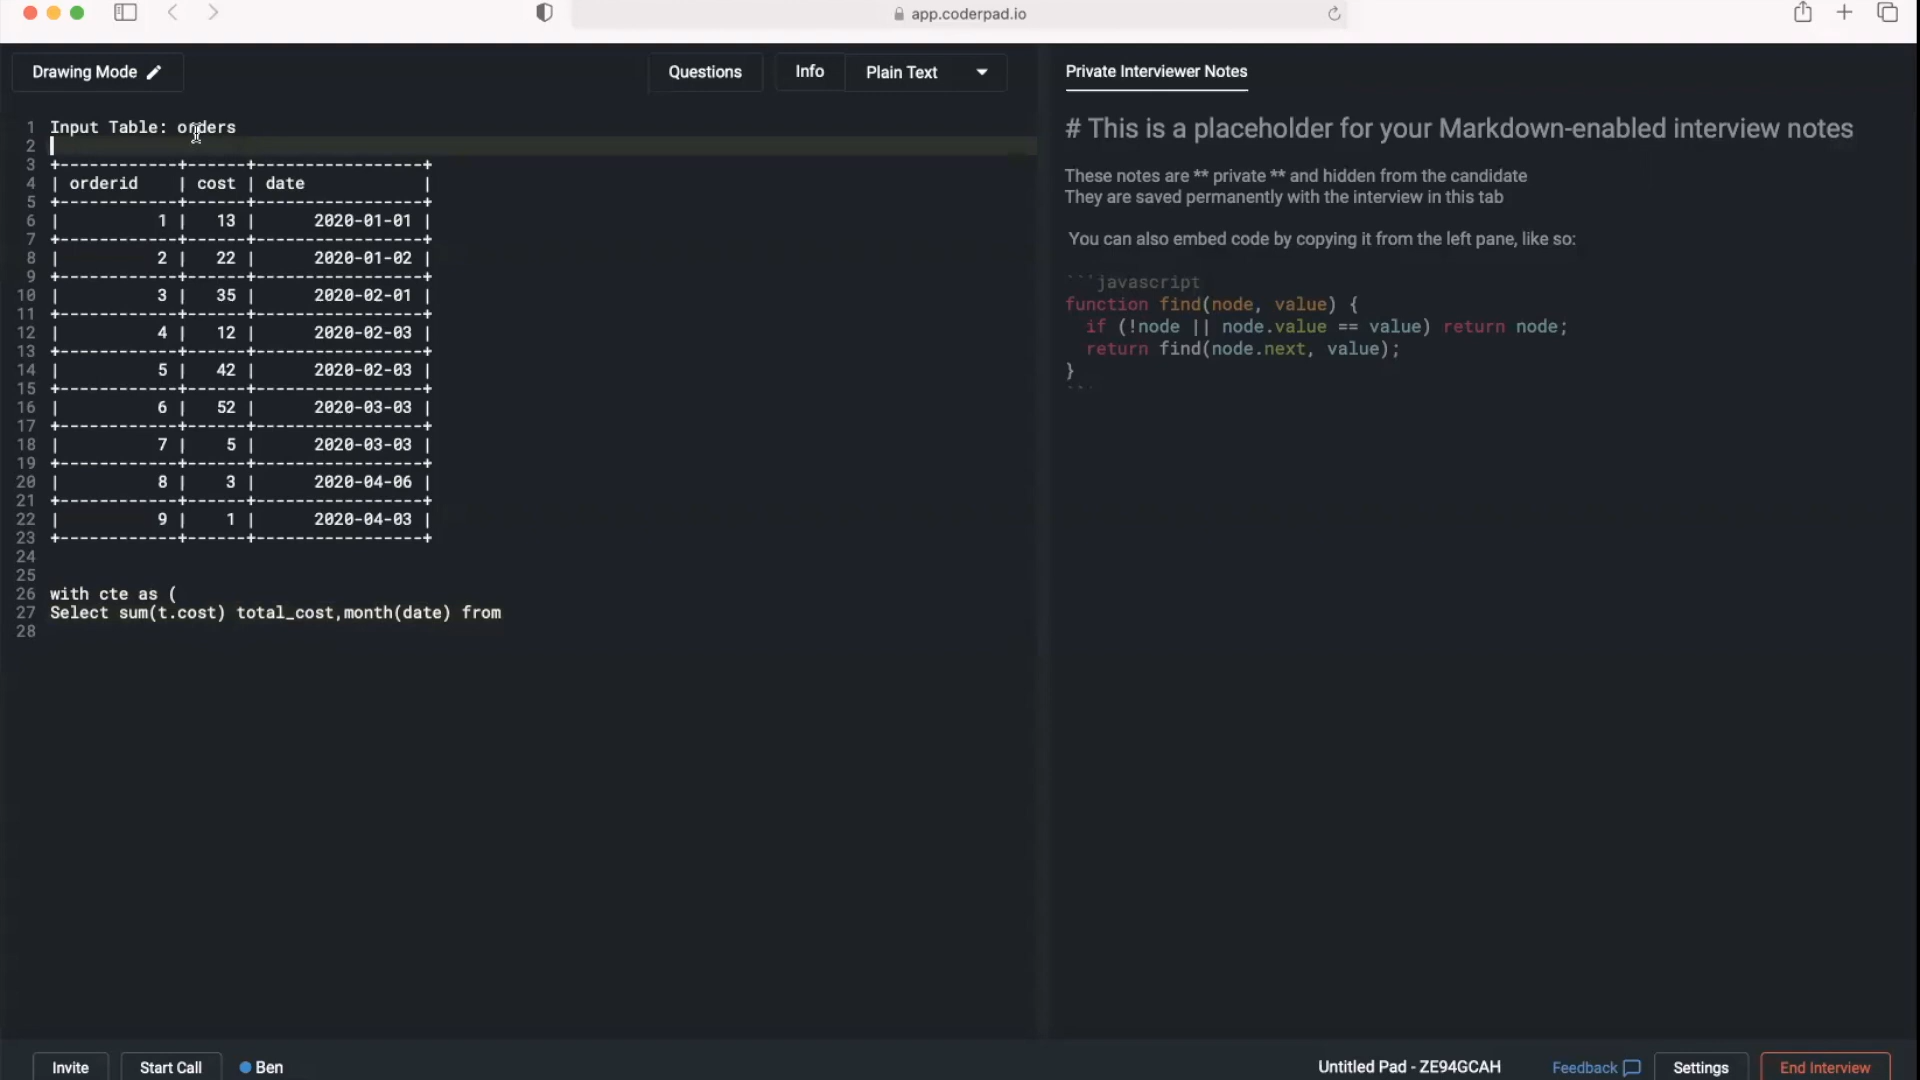 app.coderpad.io
Drawing Mode
Questions
Info
Plain Text
Private Interviewer Notes
1 Input Table: orders
2
3 +-------------+------+-----------------+
4 | orderid | cost | date |
5 +-------------+------+-----------------+
6 | 1 | 13 | 2020-01-01 |
7 +-------------+------+-----------------+
8 | 2 | 22 | 2020-01-02 |
9 +-------------+------+-----------------+
10 | 3 | 35 | 2020-02-01 |
11 +-------------+------+-----------------+
12 | 4 | 12 | 2020-02-03 |
13 +-------------+------+-----------------+
14 | 5 | 42 | 2020-02-03 |
15 +-------------+------+-----------------+
16 | 6 | 52 | 2020-03-03 |
17 +-------------+------+-----------------+
18 | 7 | 5 | 2020-03-03 |
19 +-------------+------+-----------------+
20 | 8 | 3 | 2020-04-06 |
21 +-------------+------+-----------------+
22 | 9 | 1 | 2020-04-03 |
23 +-------------+------+-----------------+
24
25
26 with cte as (
27 Select sum(t.cost) total_cost,month(date) from
28
# This is a placeholder for your Markdown-enabled interview notes
These notes are ** private ** and hidden from the candidate
They are saved permanently with the interview in this tab
You can also embed code by copying it from the left pane, like so:
```javascript
function find(node, value) {
if (!node || node.value == value) return node;
return find(node.next, value);
}
```
Invite
Start Call
Ben
Untitled Pad - ZE94GCAH
Feedback
Settings
End Interview